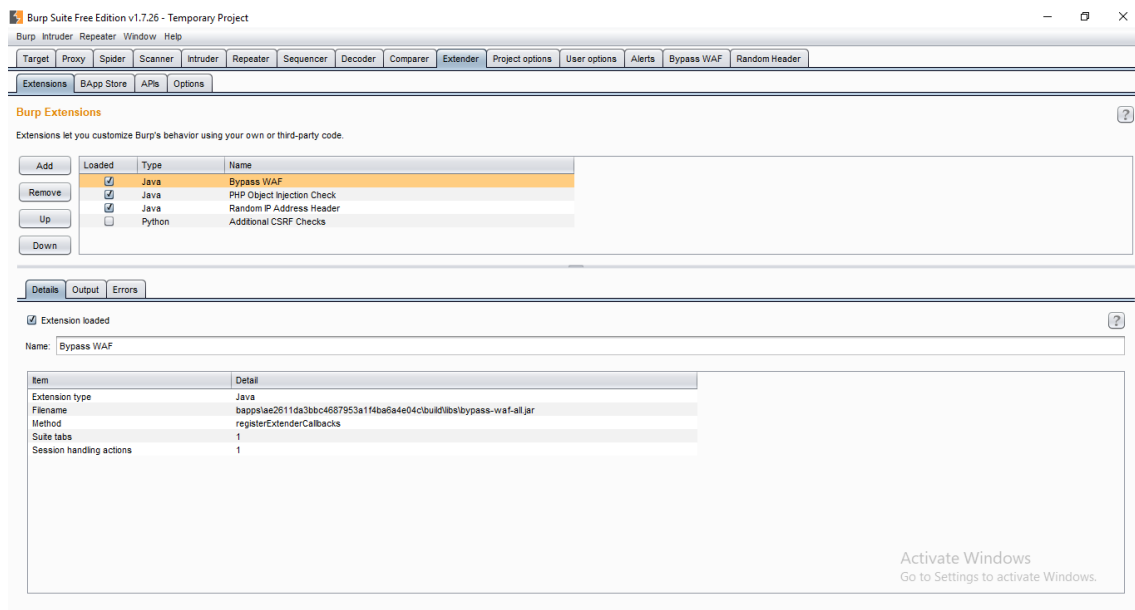 Burp Suite Free Edition v1.7.26 - Temporary Project
Burp Intruder Repeater Window Help
Target Proxy Spider Scanner Intruder Repeater Sequencer Decoder Comparer Extender Project options User options Alerts Bypass WAF Random Header
Extensions BApp Store APIs Options
Burp Extensions
?
Extensions let you customize Burp's behavior using your own or third-party code.
Add Loaded Type Name
Java Bypass WAF
Remove Java PHP Object Injection Check
Java Random IP Address Header
Up Python Additional CSRF Checks
Down
Details Output Errors
Extension loaded
?
Name: Bypass WAF
Item Detail
Extension type Java
Filename bapps\ae2611da3bbc4687953a1f4ba6a4e04c\build\libs\bypass-waf-all.jar
Method registerExtenderCallbacks
Suite tabs 1
Session handling actions 1
Activate Windows
Go to Settings to activate Windows.